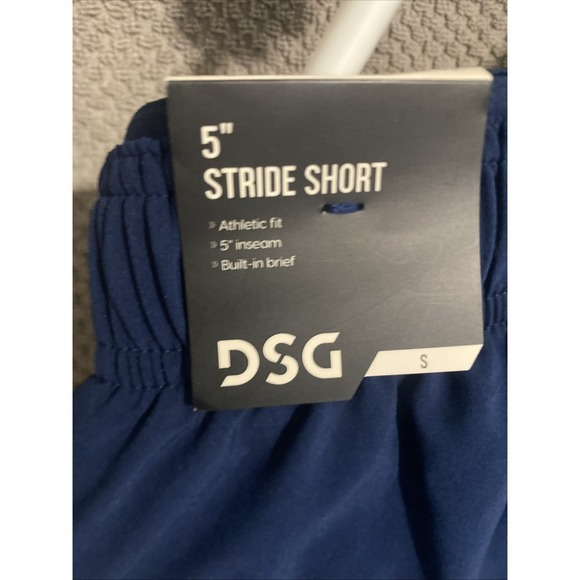 5"
STRIDE SHORT
» Athletic fit
» 5" inseam
» Built-in brief
DSG
S